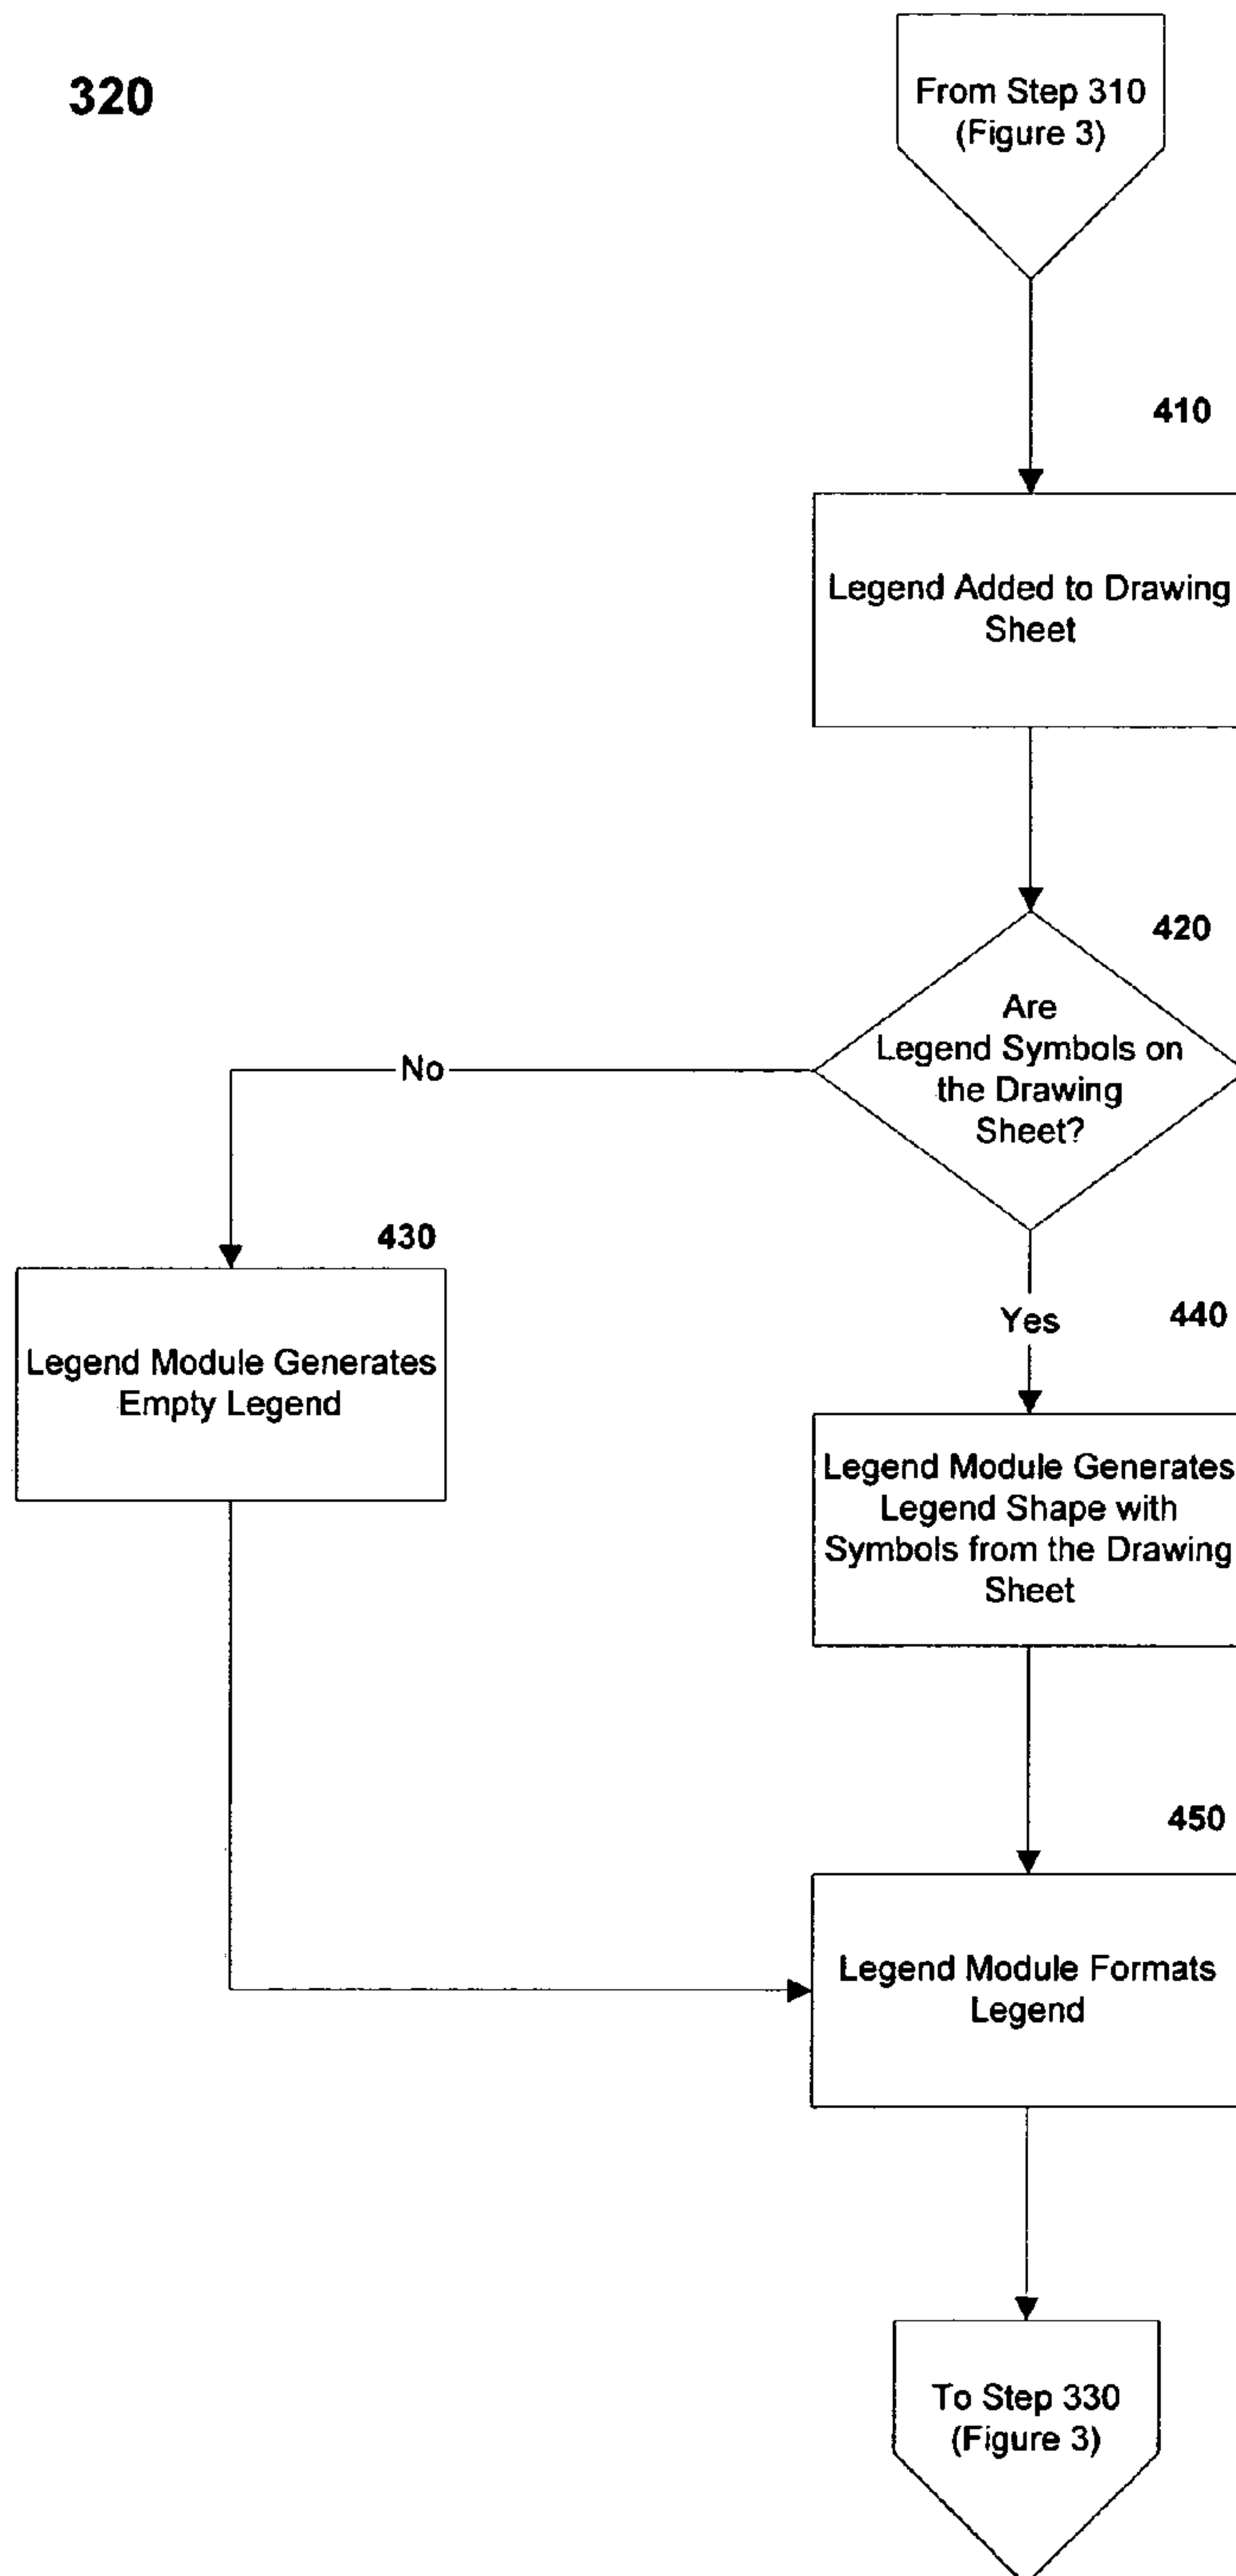 320
From Step 310
(Figure 3)
410
Legend Added to Drawing
Sheet
420
Are
Legend Symbols on
the Drawing
Sheet?
No
430
Legend Module Generates
Empty Legend
Yes
440
Legend Module Generates
Legend Shape with
Symbols from the Drawing
Sheet
450
Legend Module Formats
Legend
To Step 330
(Figure 3)